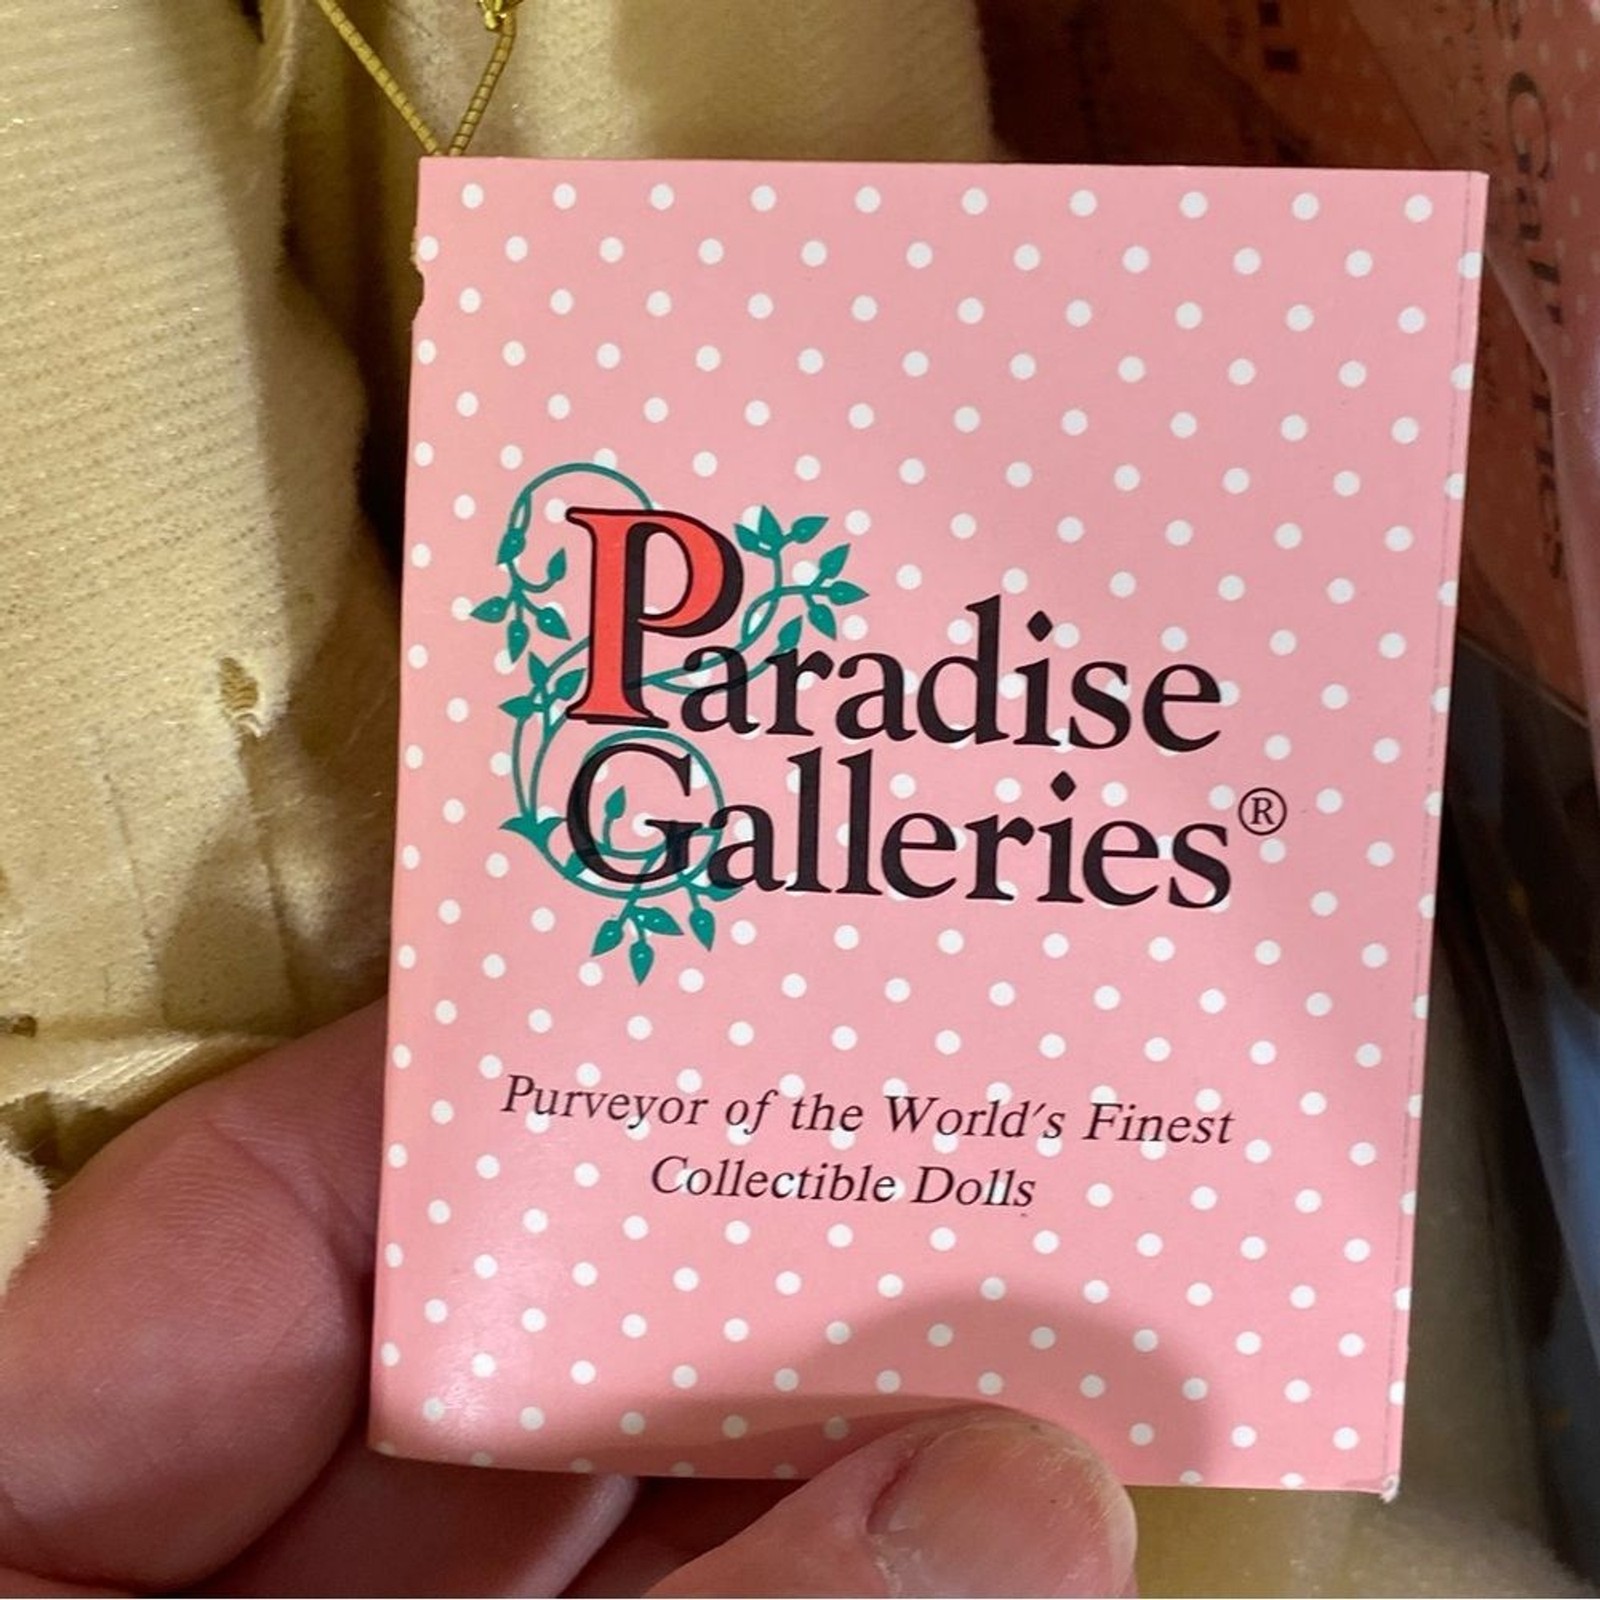 Paradise
Galleries®
Purveyor of the World's Finest
Collectible Dolls